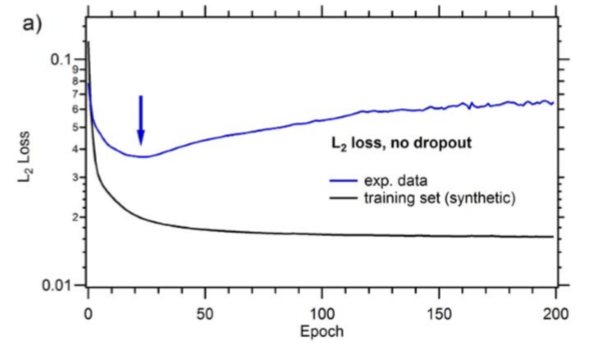 a)
0.1
9
8
7
6
5
4
3
2
0.01
L2 Loss
L2 loss, no dropout
exp. data
training set (synthetic)
0 50 100 150 200
Epoch